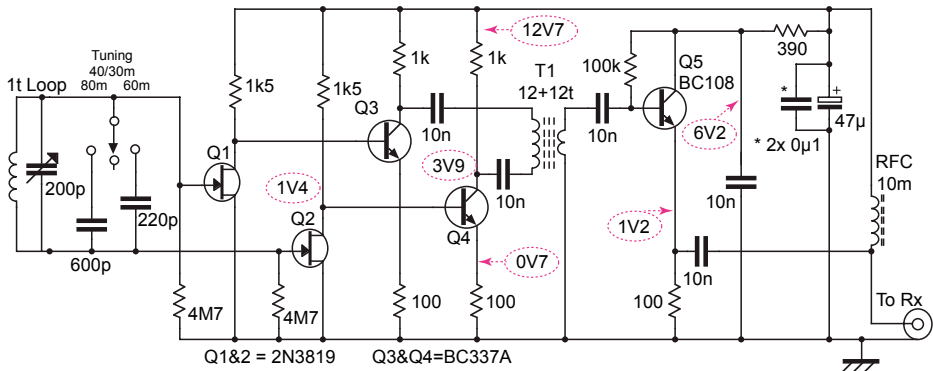 Tuning
40/30m
80m 60m
1t Loop
200p
600p
220p
4M7
4M7
1k5
1k5
Q1
Q2
1V4
Q3
1k
10n
12V7
1k
T1
12+12t
3V9
10n
Q4
0V7
100
100
10n
100k
Q5
BC108
6V2
390
*
+
47µ
* 2x 0µ1
10n
1V2
10n
100
RFC
10m
To Rx
Q1&2 = 2N3819
Q3&Q4=BC337A